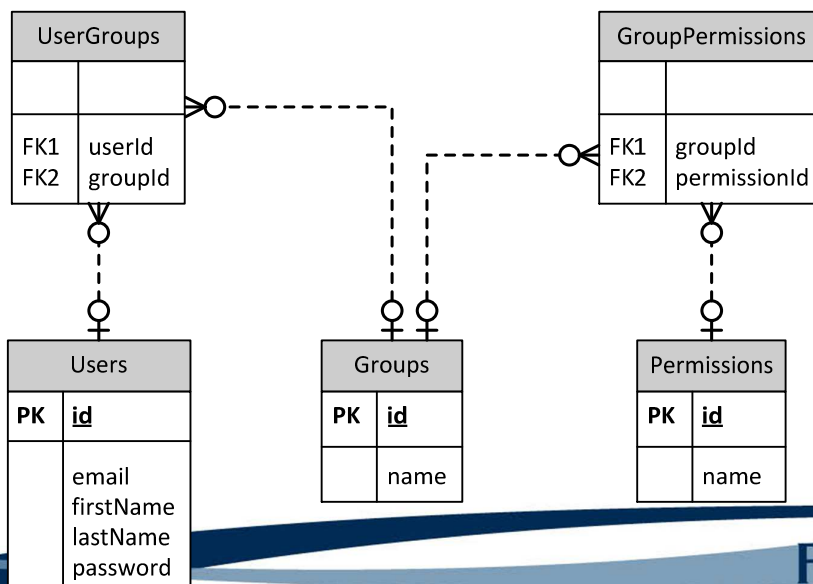 UserGroups
FK1 userId
FK2 groupId
GroupPermissions
FK1 groupId
FK2 permissionId
Users
PK id
email
firstName
lastName
password
Groups
PK id
name
Permissions
PK id
name
F